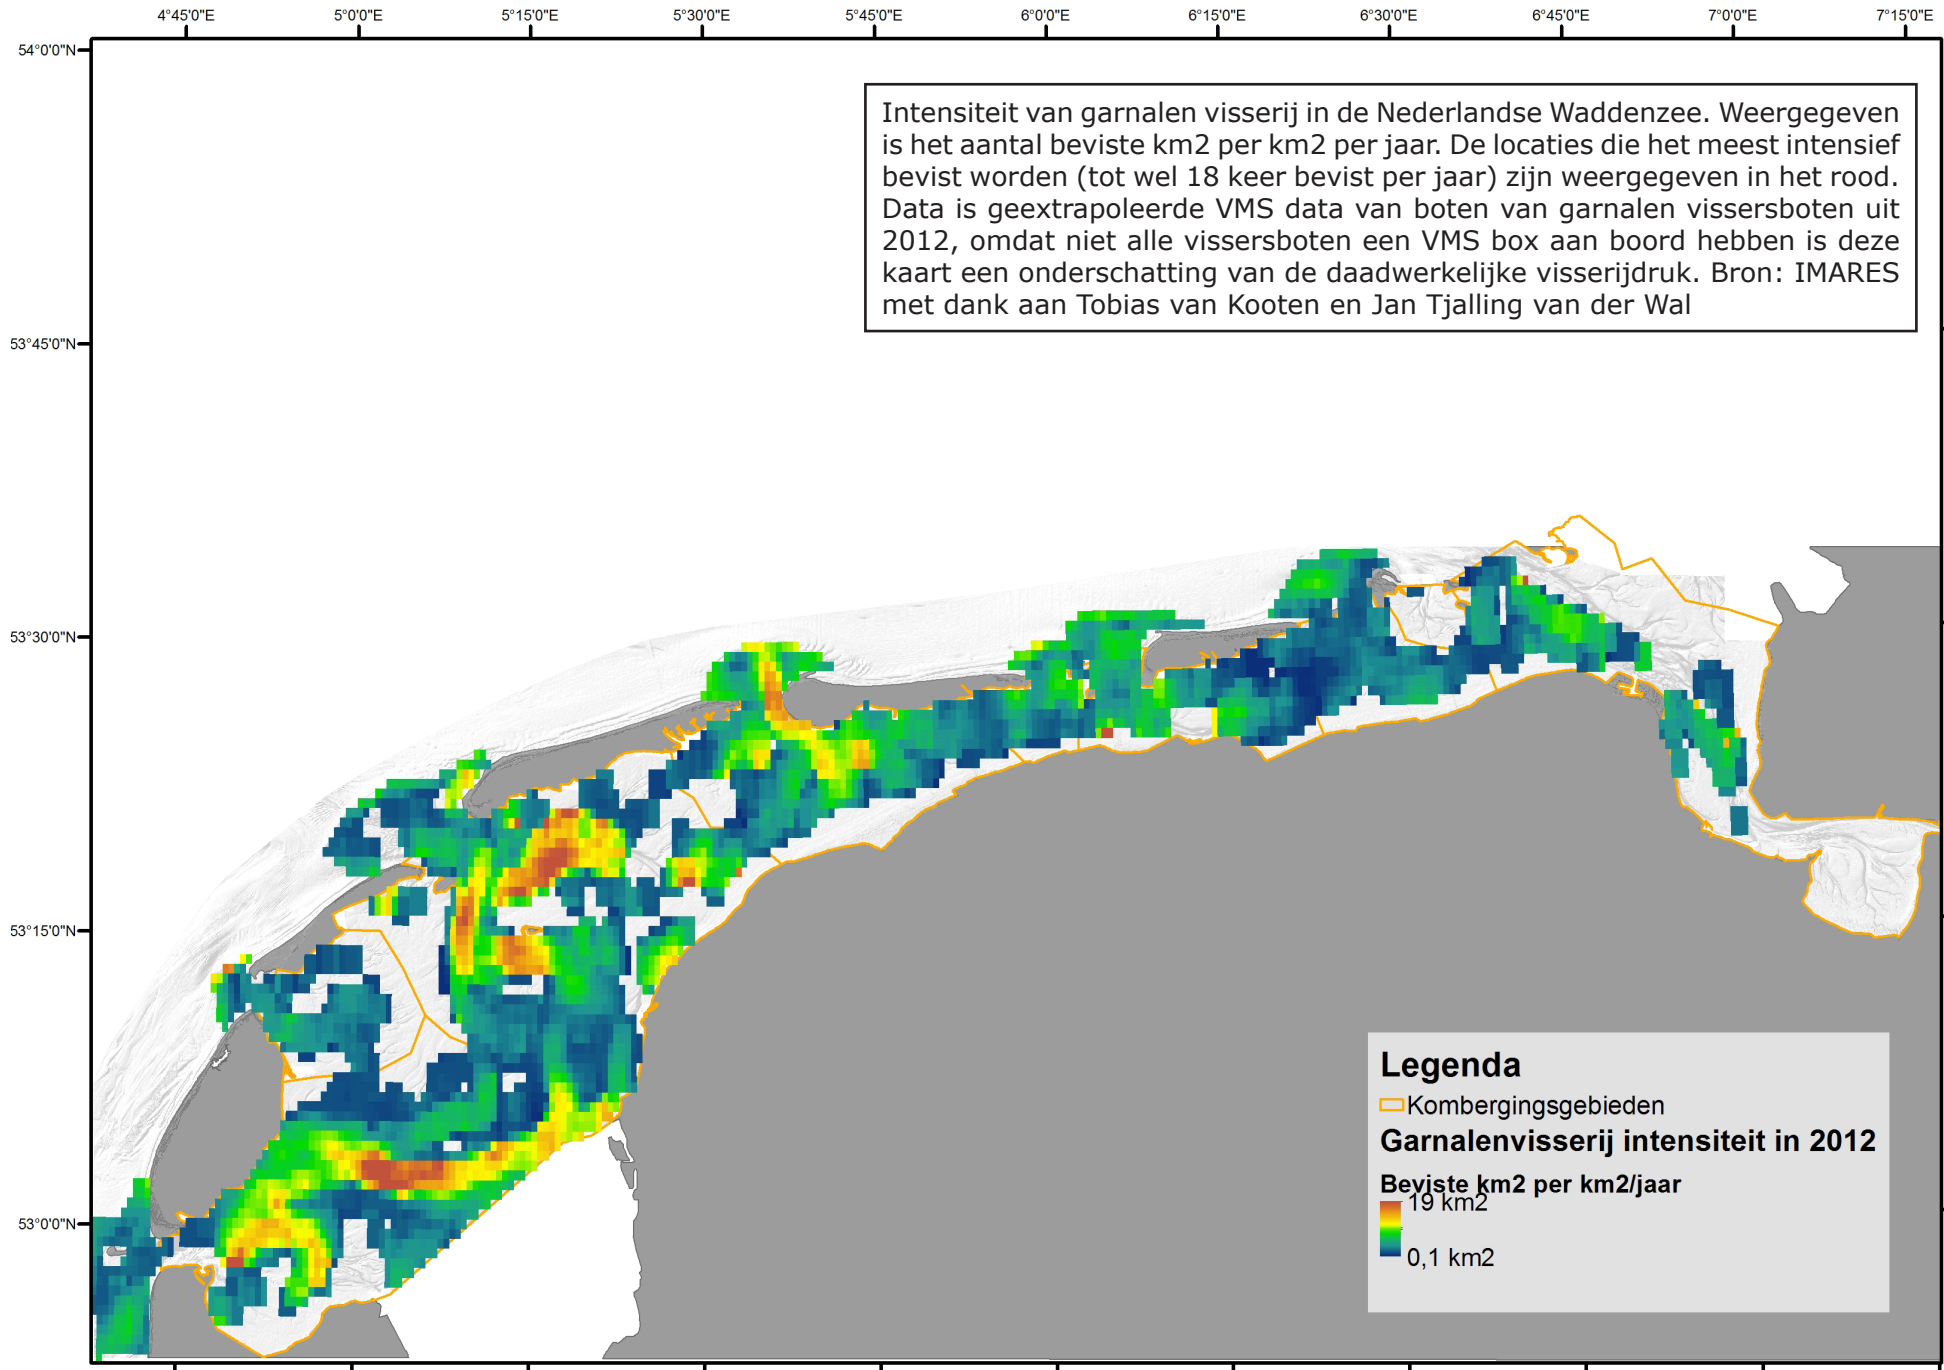 4°45'0"E 5°0'0"E 5°15'0"E 5°30'0"E 5°45'0"E 6°0'0"E 6°15'0"E 6°30'0"E 6°45'0"E 7°0'0"E 7°15'0"E
54°0'0"N
Intensiteit van garnalen visserij in de Nederlandse Waddenzee. Weergegeven
is het aantal beviste km2 per km2 per jaar. De locaties die het meest intensief
bevist worden (tot wel 18 keer bevist per jaar) zijn weergegeven in het rood.
Data is geextrapoleerde VMS data van boten van garnalen vissersboten uit
2012, omdat niet alle vissersboten een VMS box aan boord hebben is deze
kaart een onderschatting van de daadwerkelijke visserijdruk. Bron: IMARES
met dank aan Tobias van Kooten en Jan Tjalling van der Wal
53°45'0"N
53°30'0"N
53°15'0"N
53°0'0"N
Legenda
Kombergingsgebieden
Garnalenvisserij intensiteit in 2012
Beviste km2 per km2/jaar
19 km2
0,1 km2